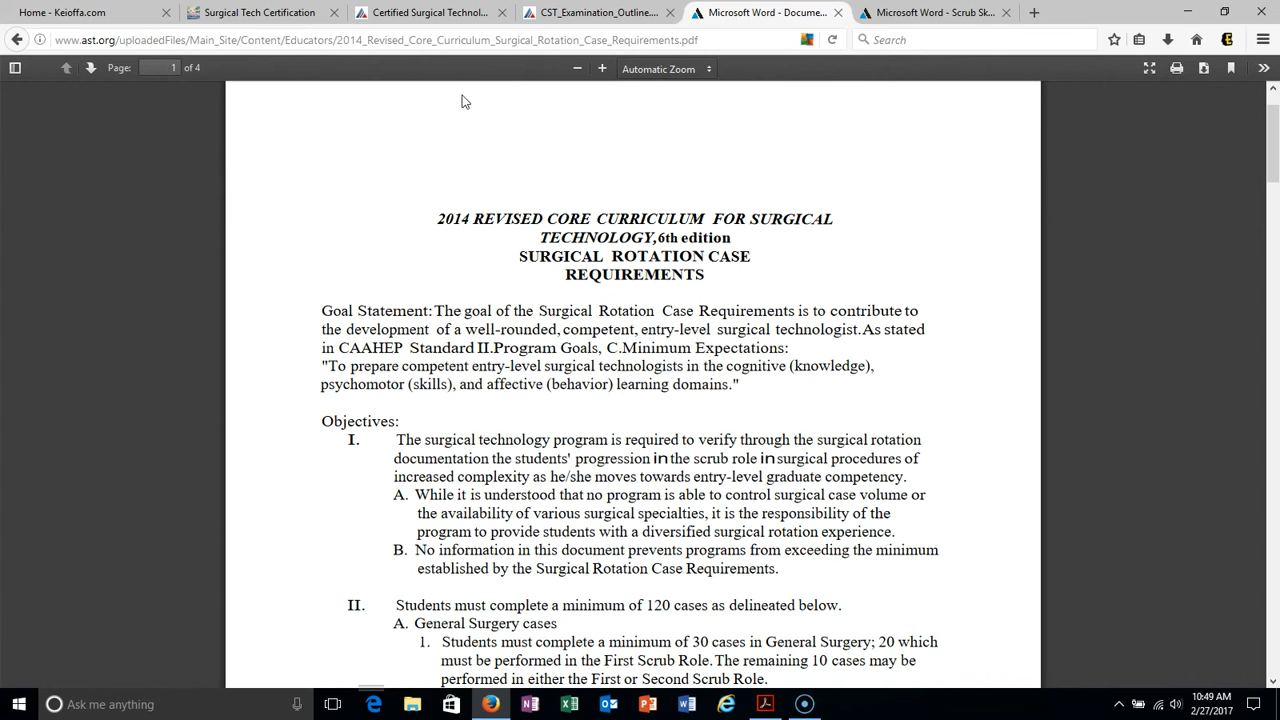 Home - Keioffa.com
Surgical Tech Certification
Certified Surgical Technol...
CST_Examination_Outline....
Microsoft Word - Docume...
Microsoft Word - Scrub Sk...
www.ast.org/uploadedFiles/Main_Site/Content/Educators/2014_Revised_Core_Curriculum_Surgical_Rotation_Case_Requirements.pdf
Search
Page: 1 of 4
Automatic Zoom
2014 REVISED CORE CURRICULUM FOR SURGICAL
TECHNOLOGY,6th edition
SURGICAL ROTATION CASE
REQUIREMENTS
Goal Statement: The goal of the Surgical Rotation Case Requirements is to contribute to
the development of a well-rounded, competent, entry-level surgical technologist.As stated
in CAAHEP Standard II.Program Goals, C.Minimum Expectations:
"To prepare competent entry-level surgical technologists in the cognitive (knowledge),
psychomotor (skills), and affective (behavior) learning domains."
Objectives:
I. The surgical technology program is required to verify through the surgical rotation
documentation the students' progression in the scrub role in surgical procedures of
increased complexity as he/she moves towards entry-level graduate competency.
A. While it is understood that no program is able to control surgical case volume or
the availability of various surgical specialties, it is the responsibility of the
program to provide students with a diversified surgical rotation experience.
B. No information in this document prevents programs from exceeding the minimum
established by the Surgical Rotation Case Requirements.
II. Students must complete a minimum of 120 cases as delineated below.
A. General Surgery cases
1. Students must complete a minimum of 30 cases in General Surgery; 20 which
must be performed in the First Scrub Role. The remaining 10 cases may be
performed in either the First or Second Scrub Role.
Ask me anything
10:49 AM
2/27/2017